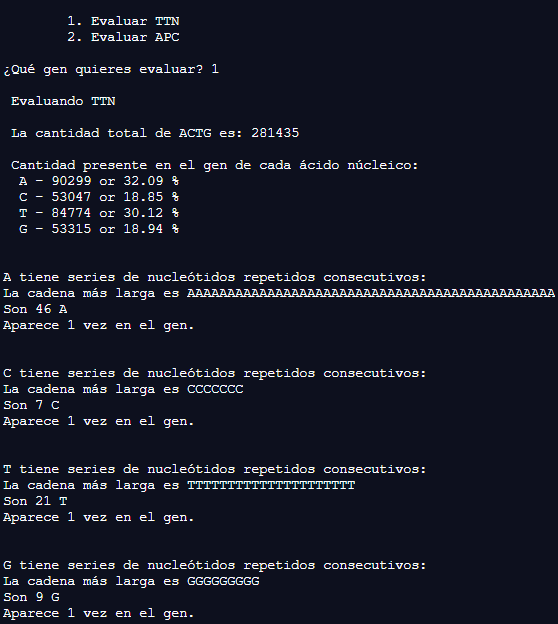 1. Evaluar TTN
2. Evaluar APC
¿Qué gen quieres evaluar? 1
Evaluando TTN
La cantidad total de ACTG es: 281435
Cantidad presente en el gen de cada ácido núcleico:
A - 90299 or 32.09 %
C - 53047 or 18.85 %
T - 84774 or 30.12 %
G - 53315 or 18.94 %
A tiene series de nucleótidos repetidos consecutivos:
La cadena más larga es AAAAAAAAAAAAAAAAAAAAAAAAAAAAAAAAAAAAAAAAAAAAAA
Son 46 A
Aparece 1 vez en el gen.
C tiene series de nucleótidos repetidos consecutivos:
La cadena más larga es CCCCCCC
Son 7 C
Aparece 1 vez en el gen.
T tiene series de nucleótidos repetidos consecutivos:
La cadena más larga es TTTTTTTTTTTTTTTTTTTTT
Son 21 T
Aparece 1 vez en el gen.
G tiene series de nucleótidos repetidos consecutivos:
La cadena más larga es GGGGGGGGG
Son 9 G
Aparece 1 vez en el gen.